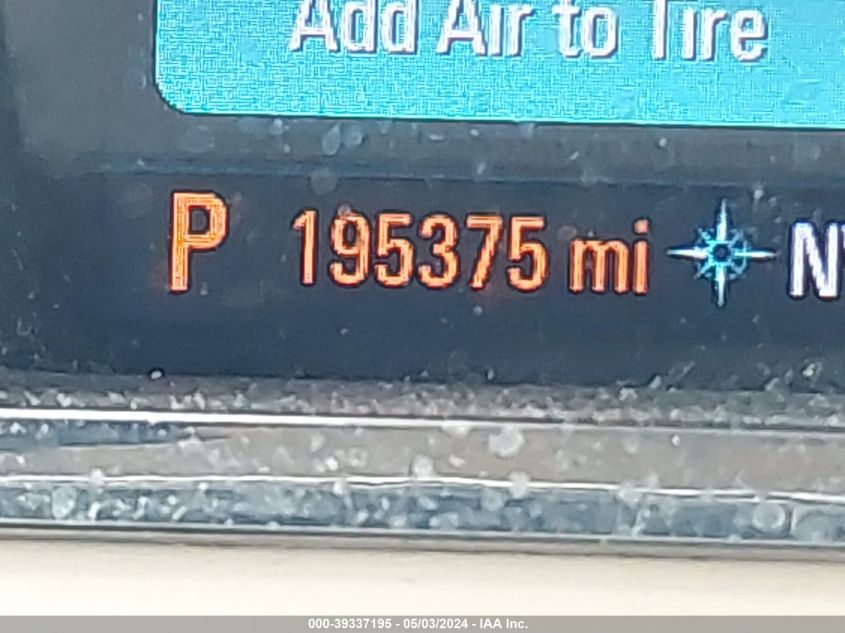 Add Air to Tire
P 195375 mi
000-39337195 - 05/03/2024 - IAA Inc.